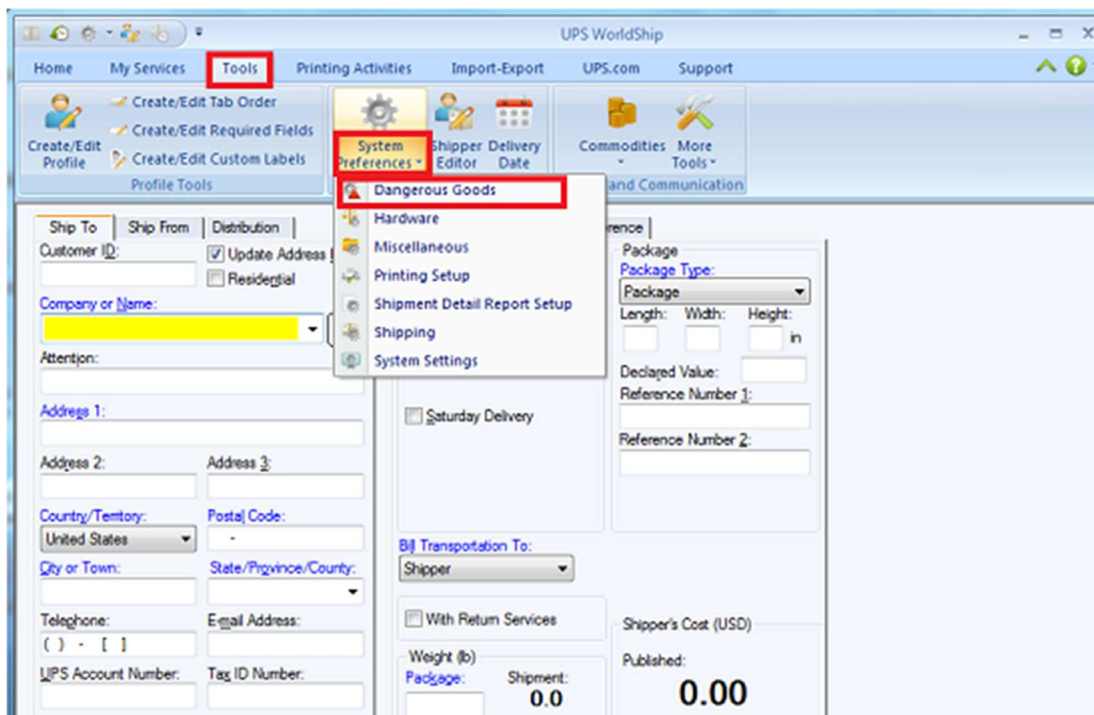 UPS WorldShip
Home My Services Tools Printing Activities Import-Export UPS.com Support
Create/Edit Profile
Create/Edit Tab Order
Create/Edit Required Fields
Create/Edit Custom Labels
System Preferences
Shipper Editor
Delivery Date
Commodities
More Tools
Profile Tools
and Communication
Dangerous Goods
Hardware
Miscellaneous
Printing Setup
Shipment Detail Report Setup
Shipping
System Settings
Ship To Ship From Distribution
Customer ID:
Update Address
Residential
Company or Name:
Attention:
Address 1:
Address 2: Address 3:
Country/Territory: Postal Code:
United States -
City or Town: State/Province/County:
Telephone: E-mail Address:
( ) - [ ]
UPS Account Number: Tax ID Number:
Saturday Delivery
Bill Transportation To:
Shipper
With Return Services
Weight (lb)
Package: Shipment:
0.0
Package
Package Type:
Package
Length: Width: Height:
in
Declared Value:
Reference Number 1:
Reference Number 2:
Shipper's Cost (USD)
Published:
0.00